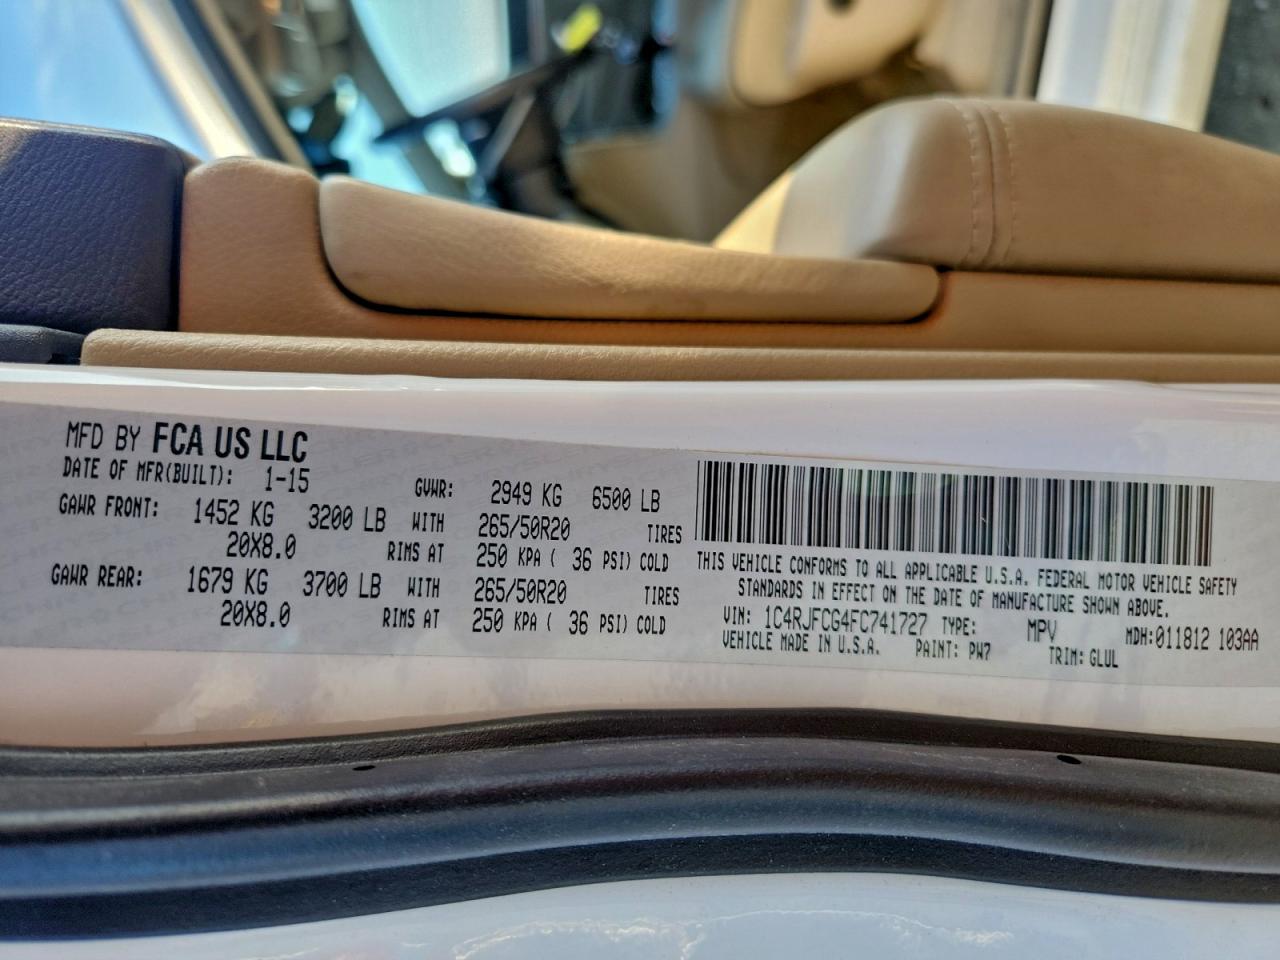 MFD BY FCA US LLC
DATE OF MFR(BUILT): 1-15
GVWR: 2949 KG 6500 LB
GAWR FRONT: 1452 KG 3200 LB WITH 265/50R20 TIRES
20X8.0 RIMS AT 250 KPA ( 36 PSI) COLD
GAWR REAR: 1679 KG 3700 LB WITH 265/50R20 TIRES
20X8.0 RIMS AT 250 KPA ( 36 PSI) COLD
THIS VEHICLE CONFORMS TO ALL APPLICABLE U.S.A. FEDERAL MOTOR VEHICLE SAFETY
STANDARDS IN EFFECT ON THE DATE OF MANUFACTURE SHOWN ABOVE.
VIN: 1C4RJFCG4FC741727 TYPE: MPV MDH:011812 103AA
VEHICLE MADE IN U.S.A. PAINT: PW7 TRIM: GLUL